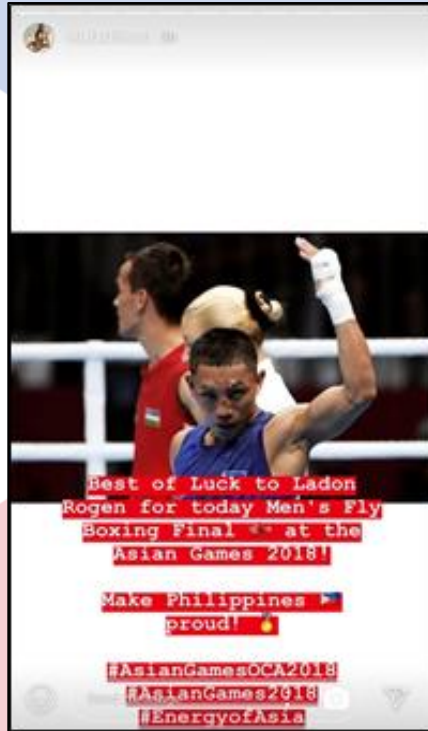 Best of Luck to Ladon
Rogen for today Men's Fly
Boxing Final 🥊 at the
Asian Games 2018!
Make Philippines 🇵🇭
proud! 🥇
#AsianGamesOCA2018
#AsianGames2018
#EnergyofAsia